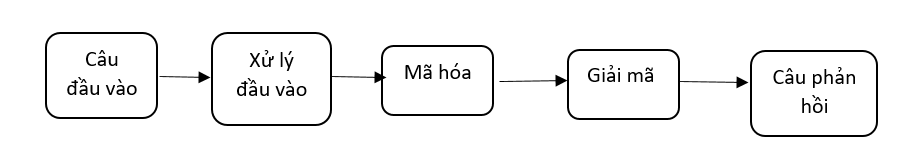 Câu
đầu vào
Xử lý
đầu vào
Mã hóa
Giải mã
Câu phản
hồi